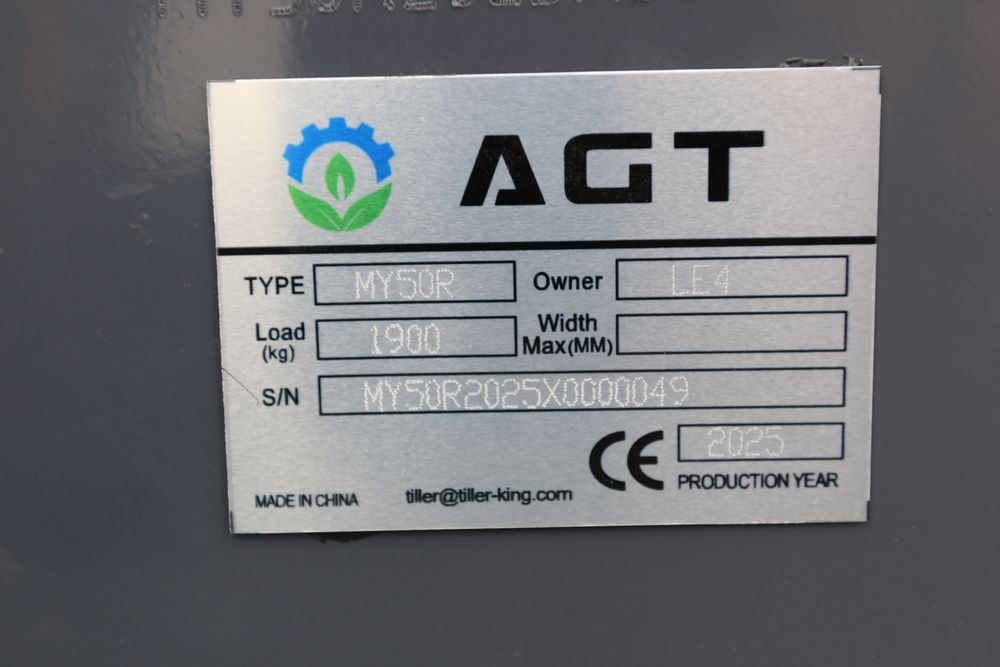 AGT
TYPE MY50R Owner LE4
Load (kg) 1900 Width Max(MM)
S/N MY50R2025X0000049
CE 2025
PRODUCTION YEAR
MADE IN CHINA tiller@tiller-king.com